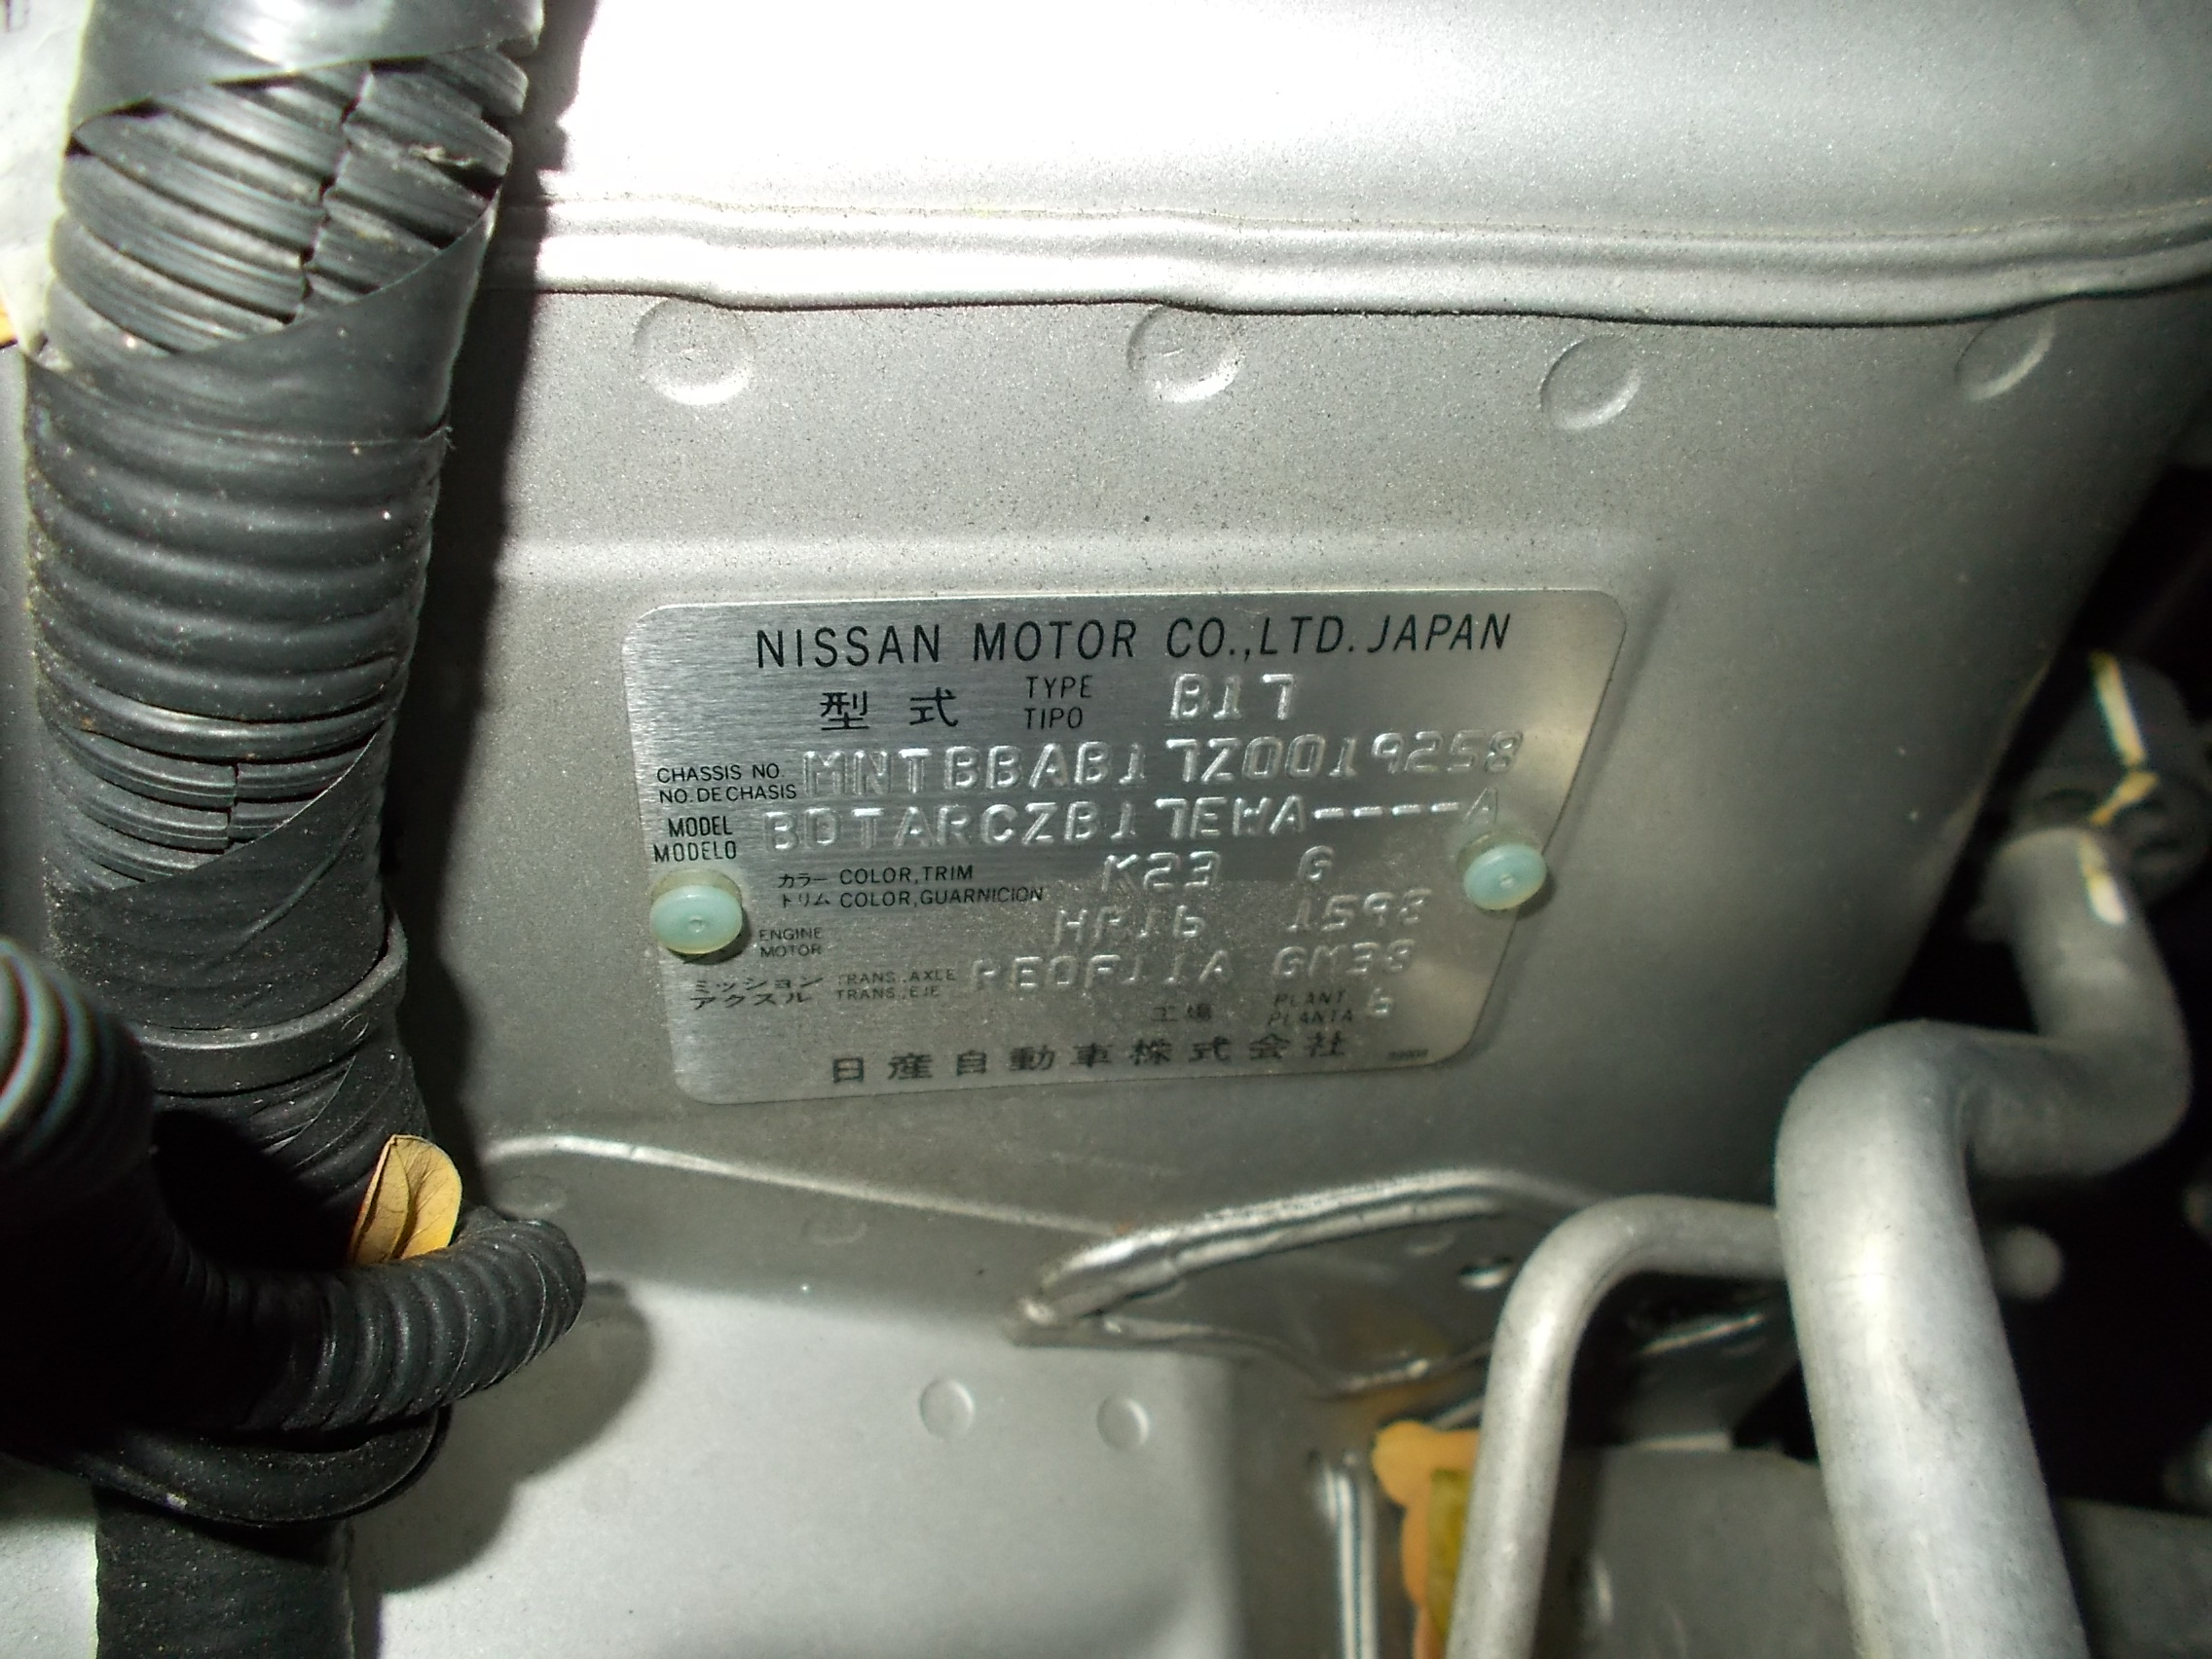 NISSAN MOTOR CO.,LTD. JAPAN
型式 TYPE TIPO B17
CHASSIS NO. NO. DE CHASIS MNTBBAB17Z0019258
MODEL MODELO BDTARCZB17EWA----A
カラー COLOR,TRIM K23 G
トリム COLOR,GUARNICION
ENGINE MOTOR HR16 1598
ミッション TRANS.AXLE RE0F11A GM38
アクスル TRANS.EJE
工場 PLANT PLANTA 6
日産自動車株式会社